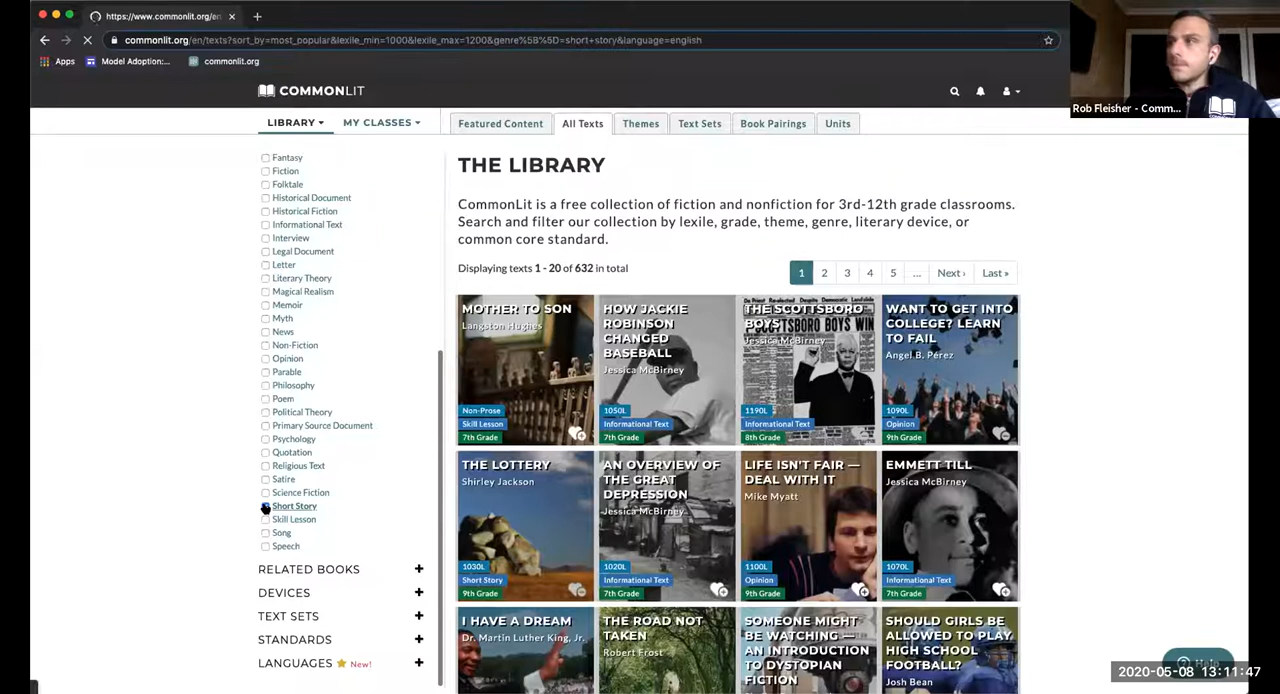 https://www.commonlit.org/en
commonlit.org/en/texts?sort_by=most_popular&lexile_min=1000&lexile_max=1200&genre%5B%5D=short+story&language=english
Apps
Model Adoption:...
commonlit.org
Rob Fleisher - Comm...
COMMONLIT
LIBRARY
MY CLASSES
Featured Content
All Texts
Themes
Text Sets
Book Pairings
Units
Fantasy
Fiction
Folktale
Historical Document
Historical Fiction
Informational Text
Interview
Legal Document
Letter
Literary Theory
Magical Realism
Memoir
Myth
News
Non-Fiction
Opinion
Parable
Philosophy
Poem
Political Theory
Primary Source Document
Psychology
Quotation
Religious Text
Satire
Science Fiction
Short Story
Skill Lesson
Song
Speech
RELATED BOOKS +
DEVICES +
TEXT SETS +
STANDARDS +
LANGUAGES New! +
THE LIBRARY
CommonLit is a free collection of fiction and nonfiction for 3rd-12th grade classrooms.
Search and filter our collection by lexile, grade, theme, genre, literary device, or
common core standard.
Displaying texts 1 - 20 of 632 in total
1 2 3 4 5 ... Next › Last »
MOTHER TO SON
Langston Hughes
Non-Prose
Skill Lesson
7th Grade
HOW JACKIE
ROBINSON
CHANGED
BASEBALL
Jessica McBirney
1050L
Informational Text
7th Grade
THE SCOTTSBORO
BOYS
SCOTTSBORO BOYS WIN
Jessica McBirney
1190L
Informational Text
8th Grade
WANT TO GET INTO
COLLEGE? LEARN
TO FAIL
Angel B. Pérez
1090L
Opinion
9th Grade
THE LOTTERY
Shirley Jackson
1030L
Short Story
9th Grade
AN OVERVIEW OF
THE GREAT
DEPRESSION
Jessica McBirney
1020L
Informational Text
7th Grade
LIFE ISN'T FAIR —
DEAL WITH IT
Mike Myatt
1100L
Opinion
9th Grade
EMMETT TILL
Jessica McBirney
1070L
Informational Text
7th Grade
I HAVE A DREAM
Dr. Martin Luther King, Jr.
THE ROAD NOT
TAKEN
Robert Frost
SOMEONE MIGHT
BE WATCHING —
AN INTRODUCTION
TO DYSTOPIAN
FICTION
SHOULD GIRLS BE
ALLOWED TO PLAY
HIGH SCHOOL
FOOTBALL?
Josh Bean
Help
2020-05-08 13:11:47